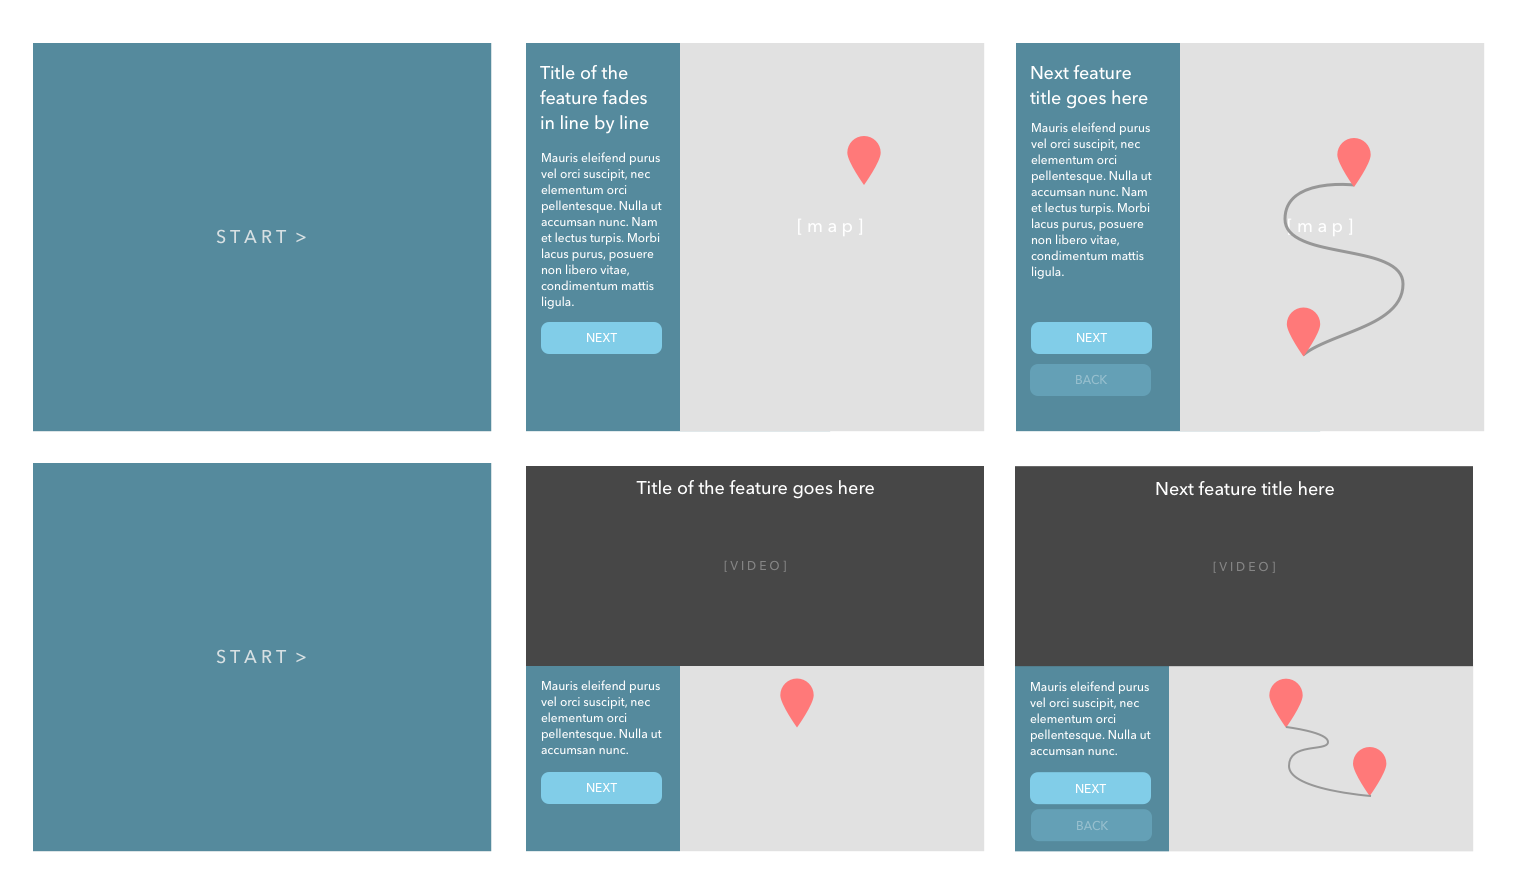 START >
Title of the
feature fades
in line by line
Mauris eleifend purus
vel orci suscipit, nec
elementum orci
pellentesque. Nulla ut
accumsan nunc. Nam
et lectus turpis. Morbi
lacus purus, posuere
non libero vitae,
condimentum mattis
ligula.
NEXT
[map]
Next feature
title goes here
Mauris eleifend purus
vel orci suscipit, nec
elementum orci
pellentesque. Nulla ut
accumsan nunc. Nam
et lectus turpis. Morbi
lacus purus, posuere
non libero vitae,
condimentum mattis
ligula.
NEXT
BACK
[map]
START >
Title of the feature goes here
[VIDEO]
Mauris eleifend purus
vel orci suscipit, nec
elementum orci
pellentesque. Nulla ut
accumsan nunc.
NEXT
Next feature title here
[VIDEO]
Mauris eleifend purus
vel orci suscipit, nec
elementum orci
pellentesque. Nulla ut
accumsan nunc.
NEXT
BACK